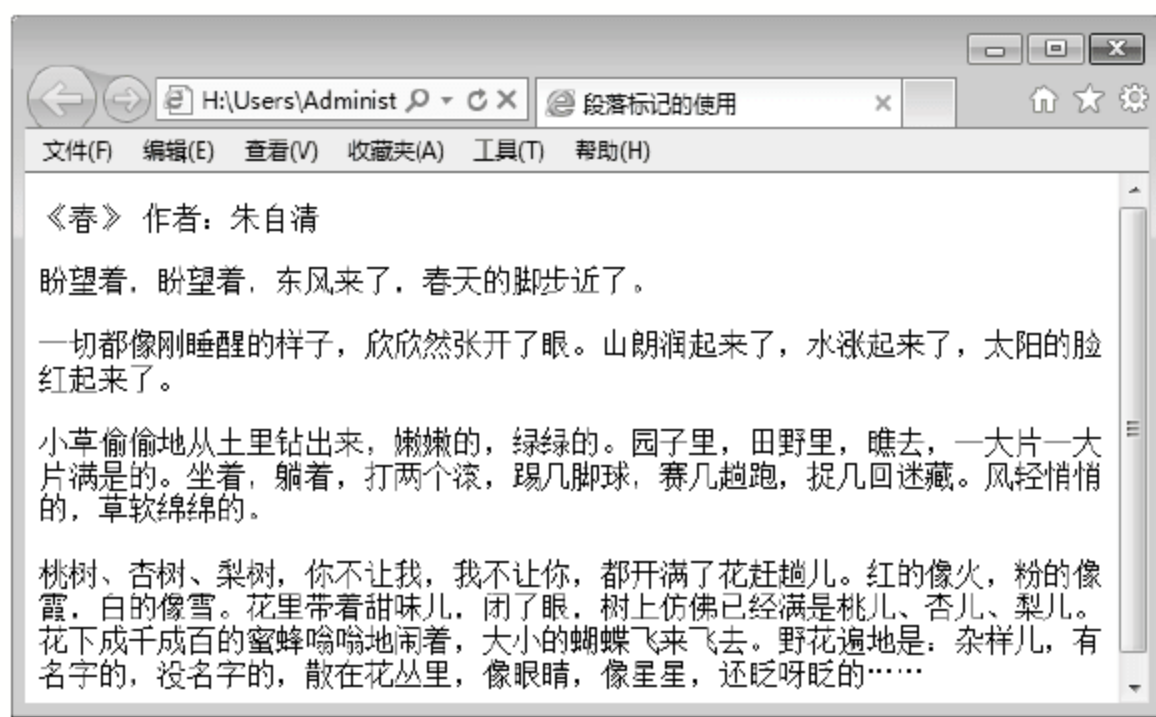 H:\Users\Administ
段落标记的使用
文件(F) 编辑(E) 查看(V) 收藏夹(A) 工具(T) 帮助(H)
《春》 作者：朱自清
盼望着，盼望着，东风来了，春天的脚步近了。
一切都像刚睡醒的样子，欣欣然张开了眼。山朗润起来了，水涨起来了，太阳的脸
红起来了。
小草偷偷地从土里钻出来，嫩嫩的，绿绿的。园子里，田野里，瞧去，一大片一大
片满是的。坐着，躺着，打两个滚，踢几脚球，赛几趟跑，捉几回迷藏。风轻悄悄
的，草软绵绵的。
桃树、杏树、梨树，你不让我，我不让你，都开满了花赶趟儿。红的像火，粉的像
霞，白的像雪。花里带着甜味儿，闭了眼，树上仿佛已经满是桃儿、杏儿、梨儿。
花下成千成百的蜜蜂嗡嗡地闹着，大小的蝴蝶飞来飞去。野花遍地是：杂样儿，有
名字的，没名字的，散在花丛里，像眼睛，像星星，还眨呀眨的……